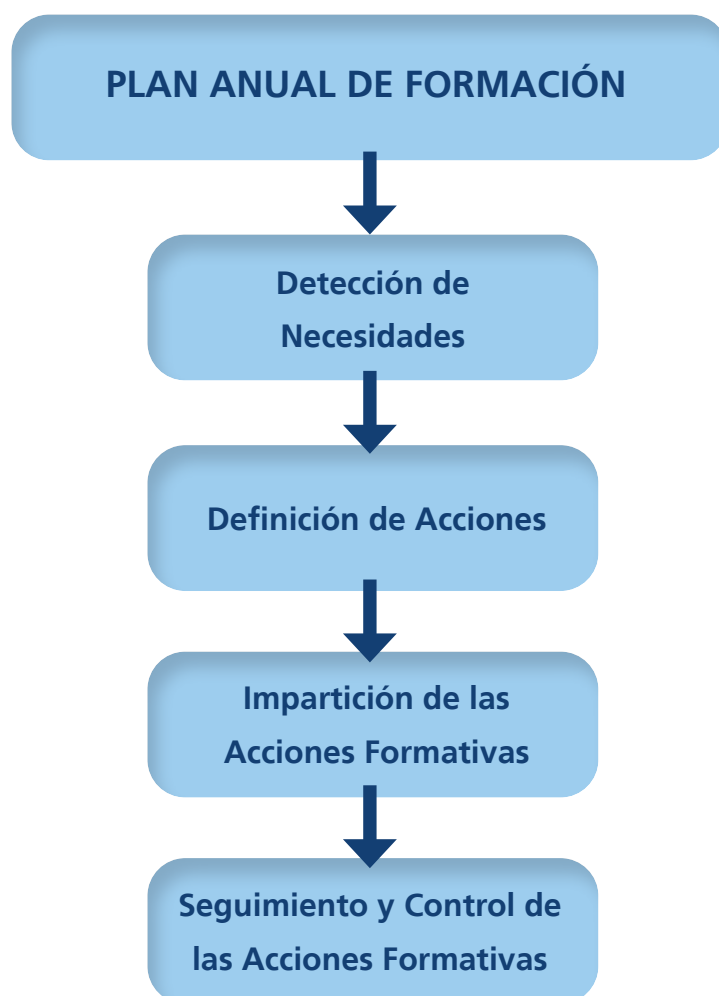 PLAN ANUAL DE FORMACIÓN
Detección de
Necesidades
Definición de Acciones
Impartición de las
Acciones Formativas
Seguimiento y Control de
las Acciones Formativas